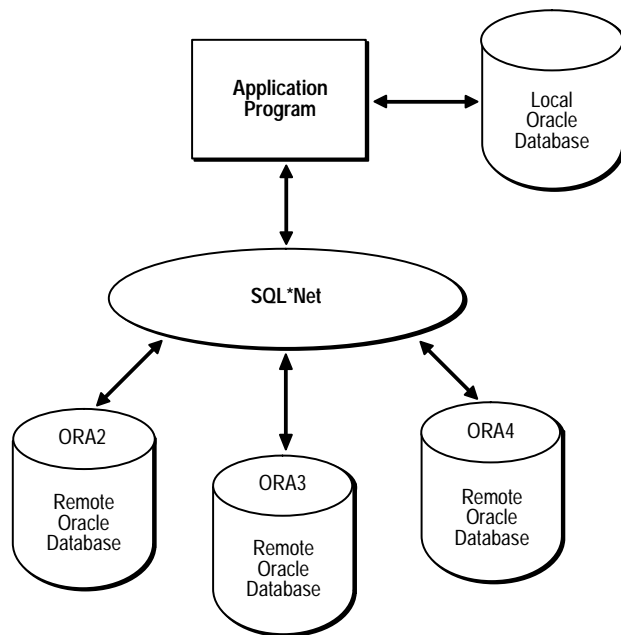 Application
Program
Local
Oracle
Database
SQL*Net
ORA2
Remote
Oracle
Database
ORA3
Remote
Oracle
Database
ORA4
Remote
Oracle
Database